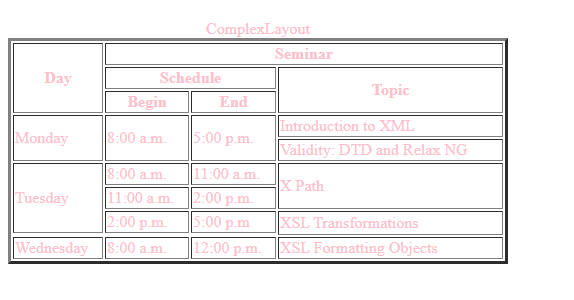 ComplexLayout
Day
Seminar
Schedule
Topic
Begin
End
Monday
8:00 a.m.
5:00 p.m.
Introduction to XML
Validity: DTD and Relax NG
Tuesday
8:00 a.m.
11:00 a.m.
X Path
11:00 a.m.
2:00 p.m.
2:00 p.m.
5:00 p.m
XSL Transformations
Wednesday
8:00 a.m.
12:00 p.m.
XSL Formatting Objects